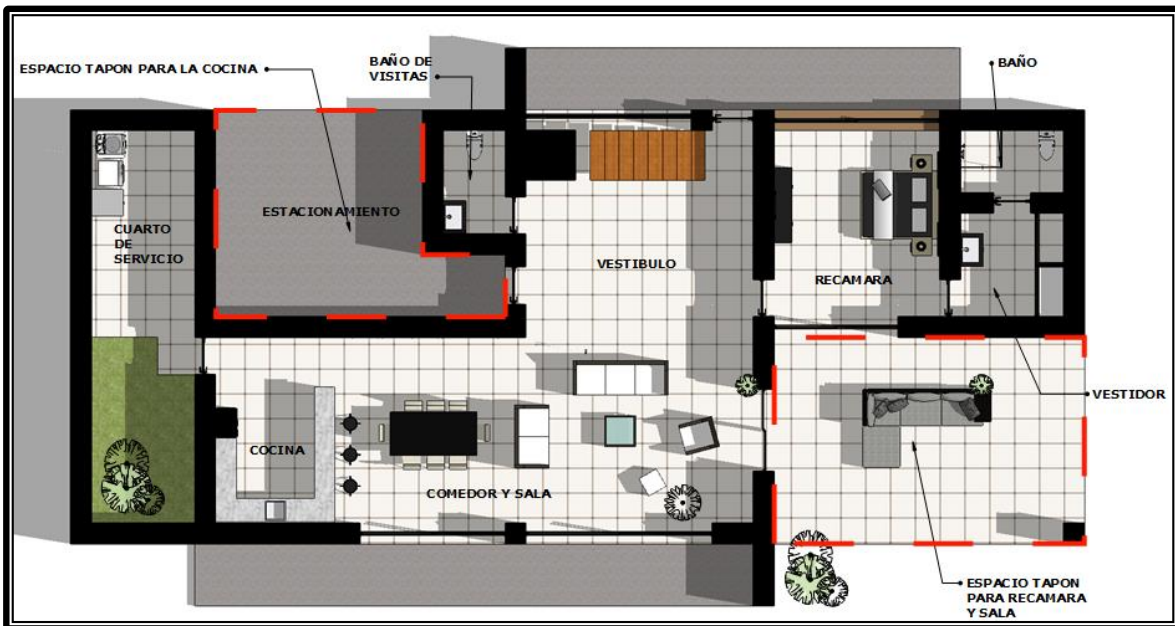 ESPACIO TAPON PARA LA COCINA
BAÑO DE
VISITAS
BAÑO
ESTACIONAMIENTO
CUARTO
DE
SERVICIO
VESTIBULO
RECAMARA
VESTIDOR
COCINA
COMEDOR Y SALA
ESPACIO TAPON
PARA RECAMARA
Y SALA